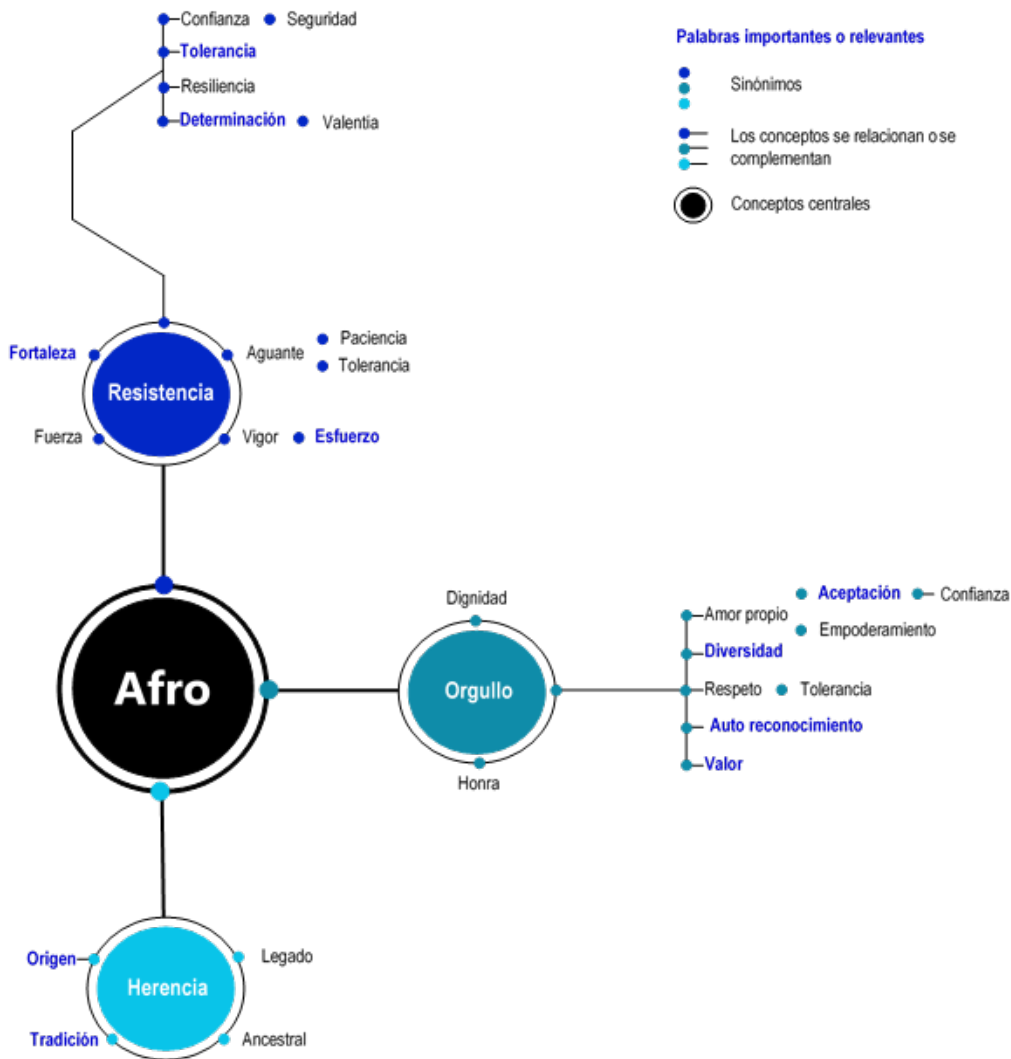 Confianza
Seguridad
Tolerancia
Resiliencia
Determinación
Valentía
Palabras importantes o relevantes
Sinónimos
Los conceptos se relacionan o se
complementan
Conceptos centrales
Fortaleza
Resistencia
Aguante
Paciencia
Tolerancia
Fuerza
Vigor
Esfuerzo
Afro
Dignidad
Orgullo
Honra
Amor propio
Aceptación
Confianza
Empoderamiento
Diversidad
Respeto
Tolerancia
Auto reconocimiento
Valor
Origen
Herencia
Legado
Tradición
Ancestral